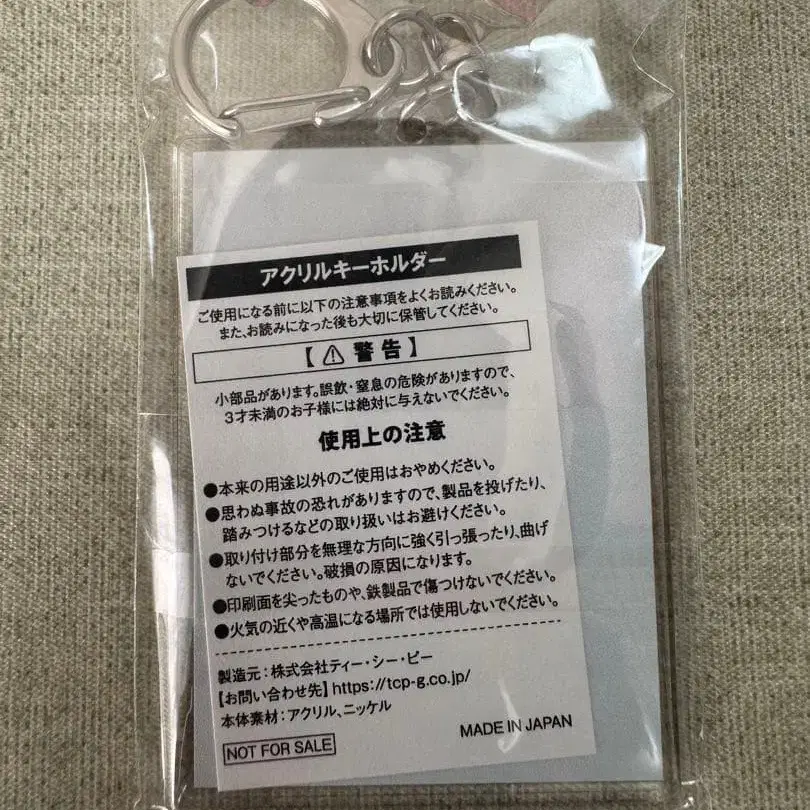 アクリルキーホルダー
ご使用になる前に以下の注意事項をよくお読みください。
また、お読みになった後も大切に保管してください。
【⚠警告】
小部品があります。誤飲・窒息の危険がありますので、
3才未満のお子様には絶対に与えないでください。
使用上の注意
●本来の用途以外のご使用はおやめください。
●思わぬ事故の恐れがありますので、製品を投げたり、
踏みつけるなどの取り扱いはお避けください。
●取り付け部分を無理な方向に強く引っ張ったり、曲げ
ないでください。破損の原因になります。
●印刷面を尖ったものや、鉄製品で傷つけないでください。
●火気の近くや高温になる場所では使用しないでください。
製造元：株式会社ティー・シー・ピー
【お問い合わせ先】https://tcp-g.co.jp/
本体素材：アクリル、ニッケル
NOT FOR SALE
MADE IN JAPAN